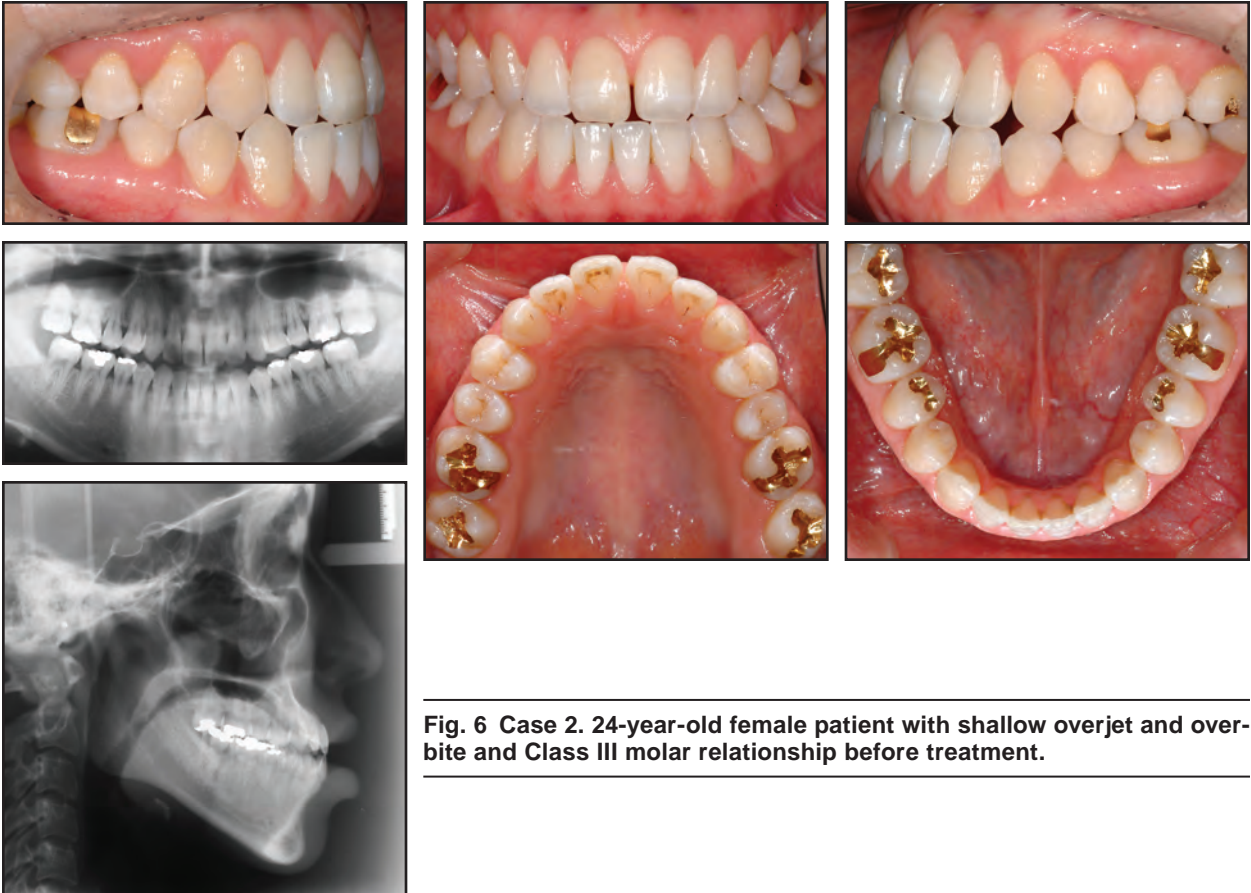 Fig. 6 Case 2. 24-year-old female patient with shallow overjet and over-
bite and Class III molar relationship before treatment.